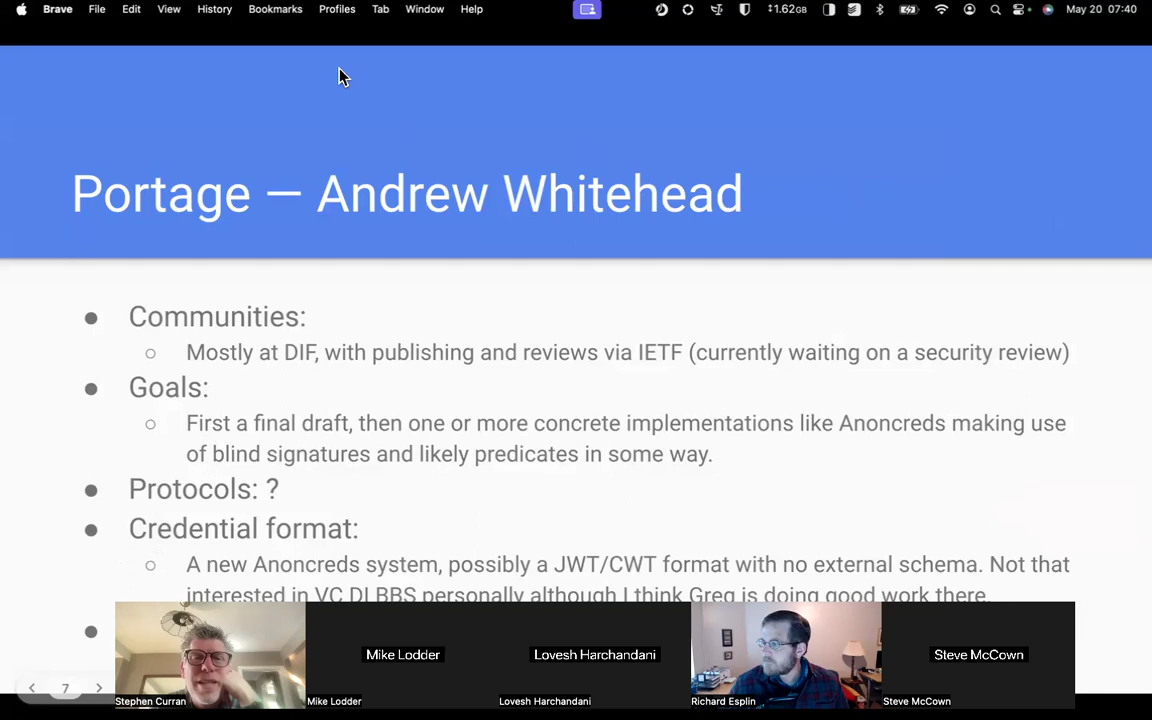 Brave File Edit View History Bookmarks Profiles Tab Window Help 1.62GB May 20 07:40
Portage — Andrew Whitehead
Communities:
Mostly at DIF, with publishing and reviews via IETF (currently waiting on a security review)
Goals:
First a final draft, then one or more concrete implementations like Anoncreds making use
of blind signatures and likely predicates in some way.
Protocols: ?
Credential format:
A new Anoncreds system, possibly a JWT/CWT format with no external schema. Not that
interested in VC DI BBS personally although I think Greg is doing good work there.
7
Mike Lodder
Lovesh Harchandani
Steve McCown
Stephen Curran
Mike Lodder
Lovesh Harchandani
Richard Esplin
Steve McCown